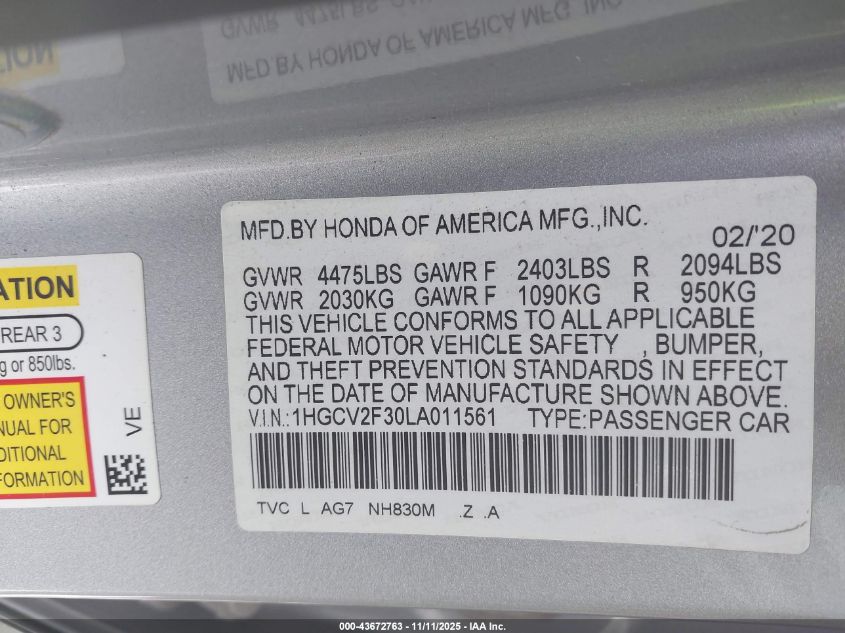 MFD.BY HONDA OF AMERICA MFG.,INC.
02/'20
GVWR 4475LBS GAWR F 2403LBS R 2094LBS
GVWR 2030KG GAWR F 1090KG R 950KG
THIS VEHICLE CONFORMS TO ALL APPLICABLE
FEDERAL MOTOR VEHICLE SAFETY , BUMPER,
AND THEFT PREVENTION STANDARDS IN EFFECT
ON THE DATE OF MANUFACTURE SHOWN ABOVE.
V.I.N.:1HGCV2F30LA011561 TYPE:PASSENGER CAR
TVC L AG7 NH830M .Z .A
ATION
REAR 3
g or 850lbs.
OWNER'S
NUAL FOR
DITIONAL
FORMATION
VE
GVWR 4475LBS
MFD.BY HONDA OF AMERICA MFG.,INC.
000-43672763 - 11/11/2025 - IAA Inc.